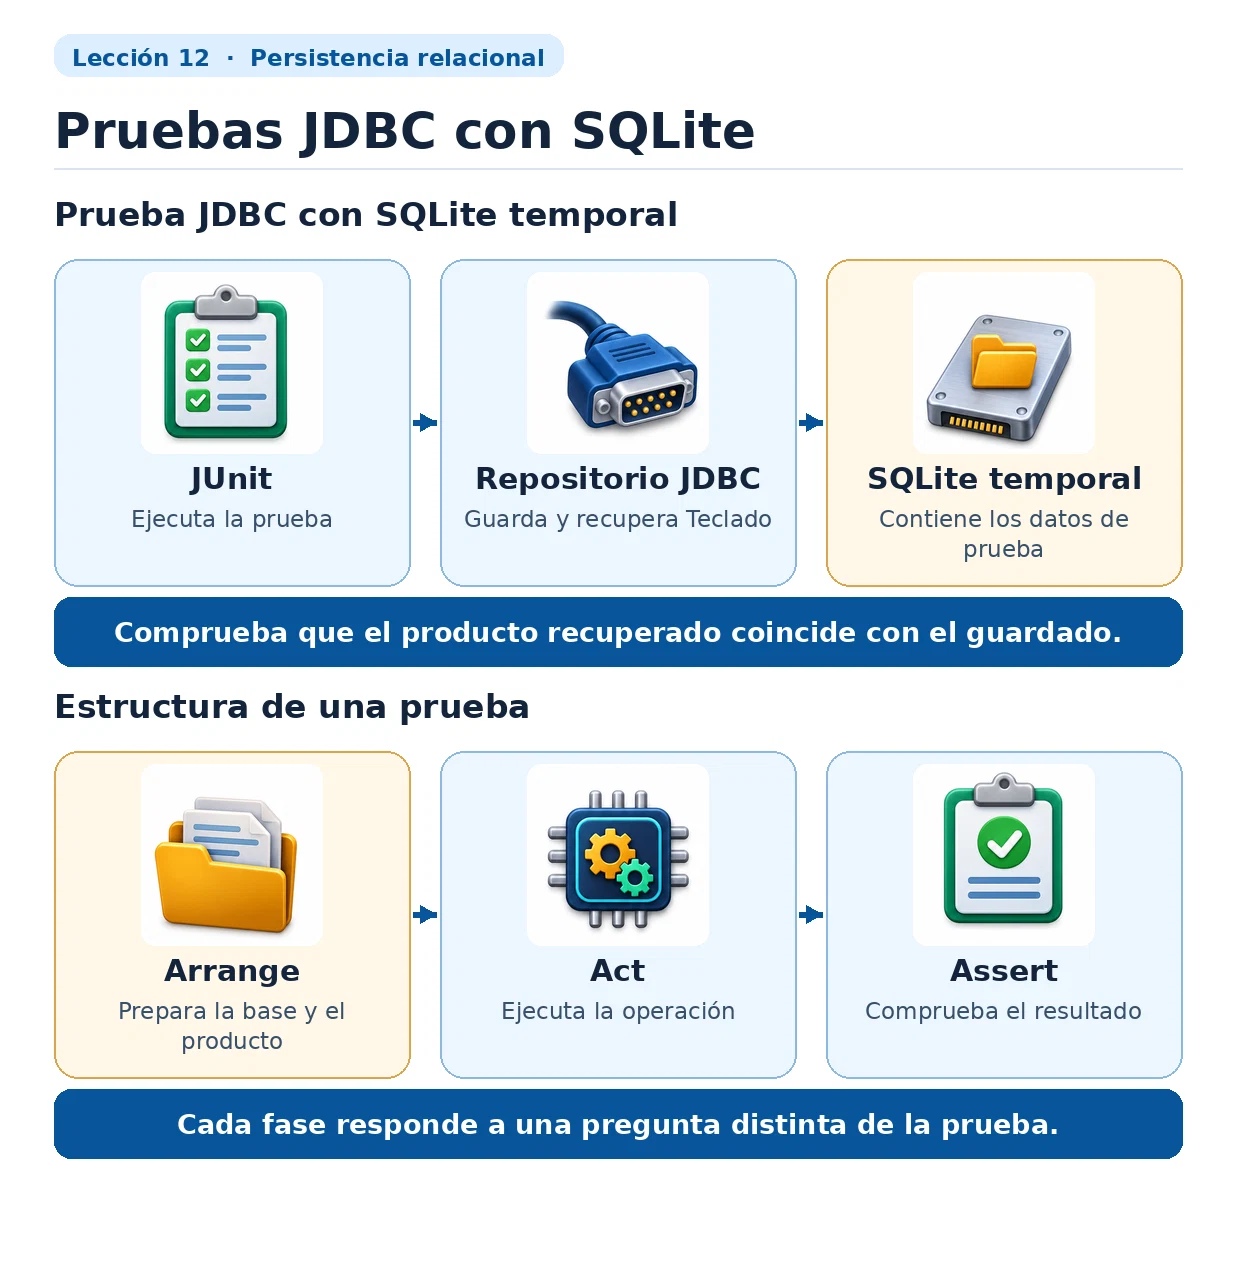 Lección 12 · Persistencia relacional
Pruebas JDBC con SQLite
Prueba JDBC con SQLite temporal
JUnit
Ejecuta la prueba
Repositorio JDBC
Guarda y recupera Teclado
SQLite temporal
Contiene los datos de
prueba
Comprueba que el producto recuperado coincide con el guardado.
Estructura de una prueba
Arrange
Prepara la base y el
producto
Act
Ejecuta la operación
Assert
Comprueba el resultado
Cada fase responde a una pregunta distinta de la prueba.